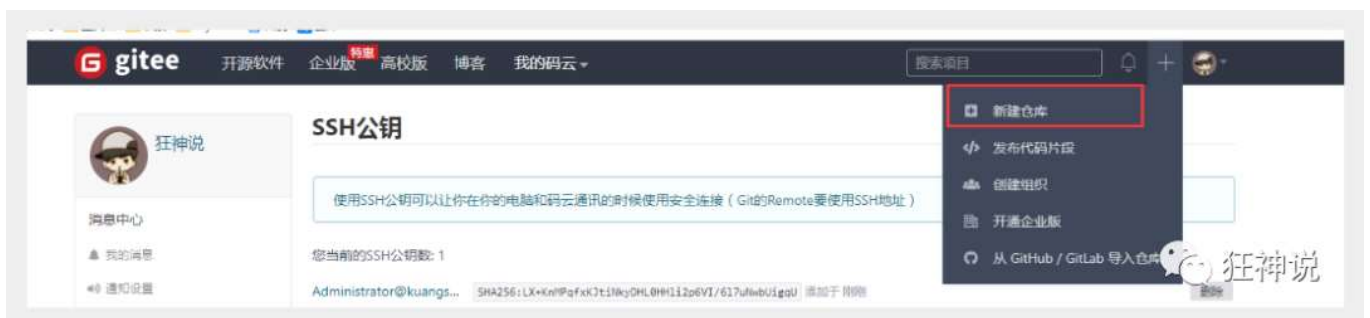 gitee 开源软件 企业版 特惠 高校版 博客 我的码云 搜索项目
新建仓库
发布代码片段
创建组织
开通企业版
从 GitHub / GitLab 导入仓库
狂神说
消息中心
我的消息
通知设置
SSH公钥
使用SSH公钥可以让你在你的电脑和码云通讯的时候使用安全连接（Git的Remote要使用SSH地址）
您当前的SSH公钥数: 1
Administrator@kuangs... 添加于 刚刚 删除
狂神说